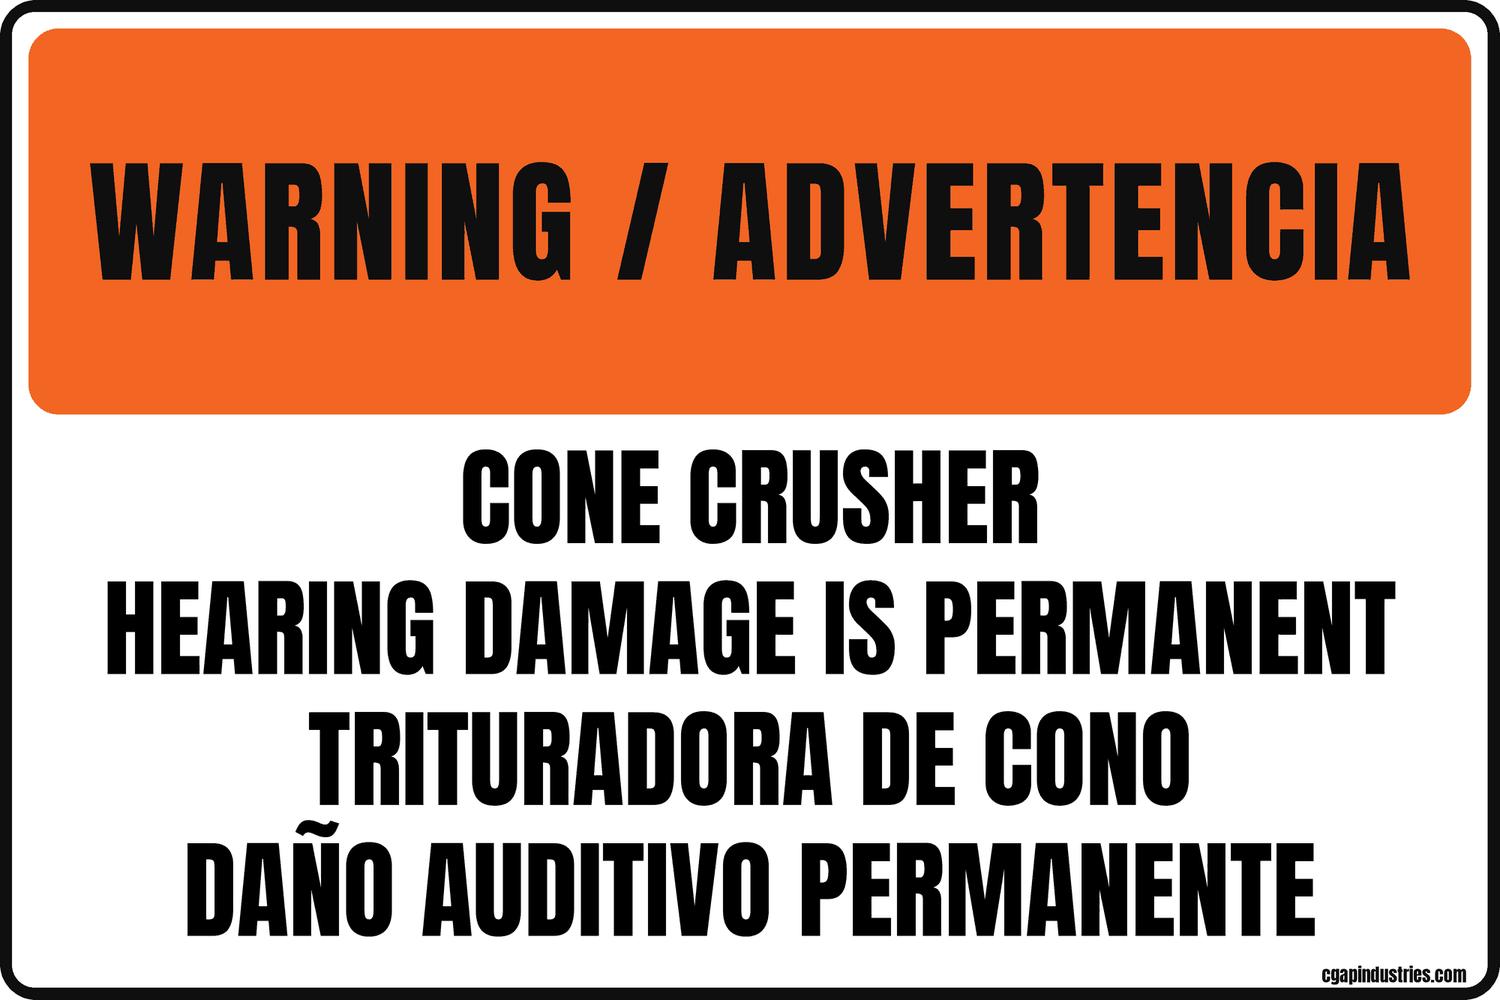 WARNING / ADVERTENCIA
CONE CRUSHER
HEARING DAMAGE IS PERMANENT
TRITURADORA DE CONO
DAÑO AUDITIVO PERMANENTE
cgapindustries.com